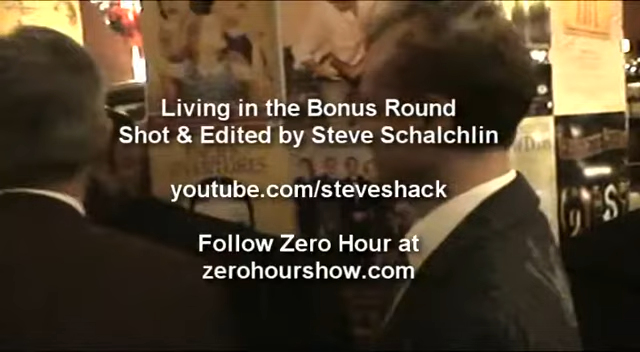 Living in the Bonus Round
Shot & Edited by Steve Schalchlin
youtube.com/steveshack
Follow Zero Hour at
zerohourshow.com